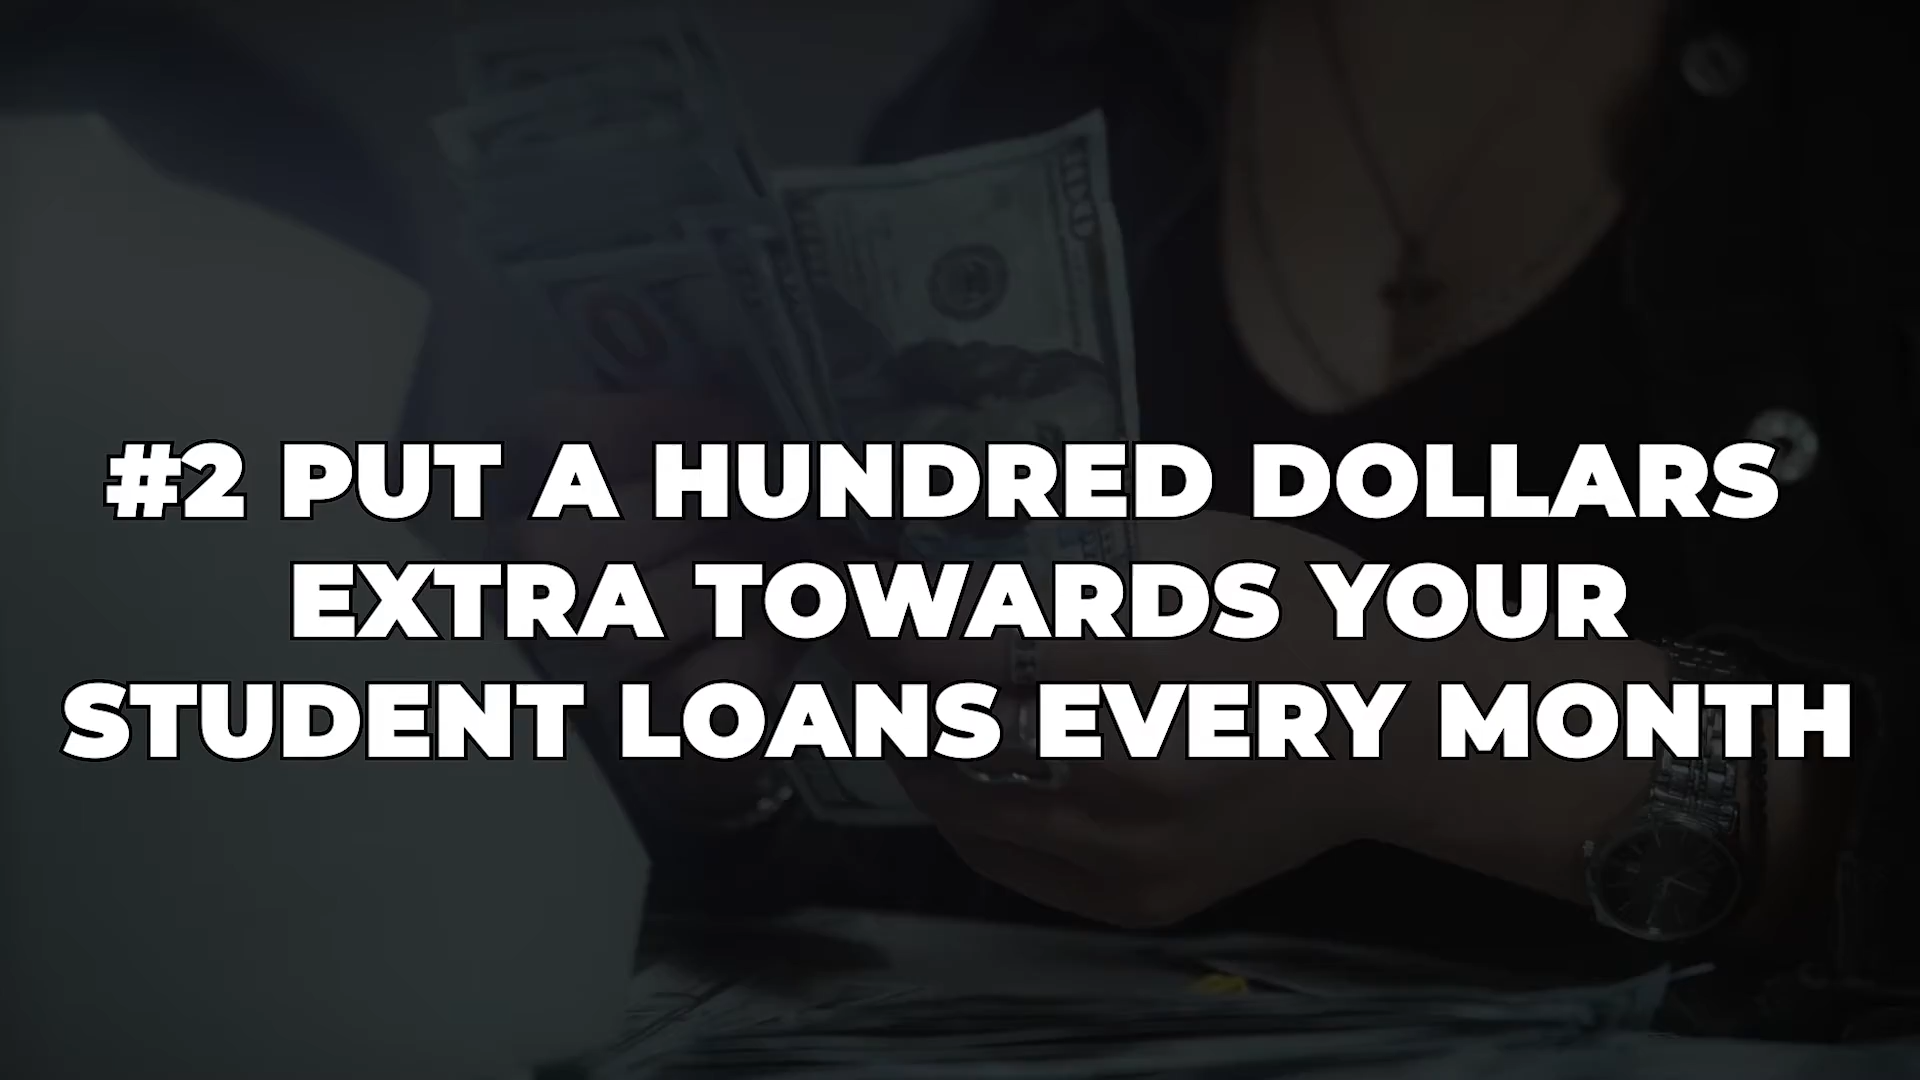 #2 PUT A HUNDRED DOLLARS
EXTRA TOWARDS YOUR
STUDENT LOANS EVERY MONTH